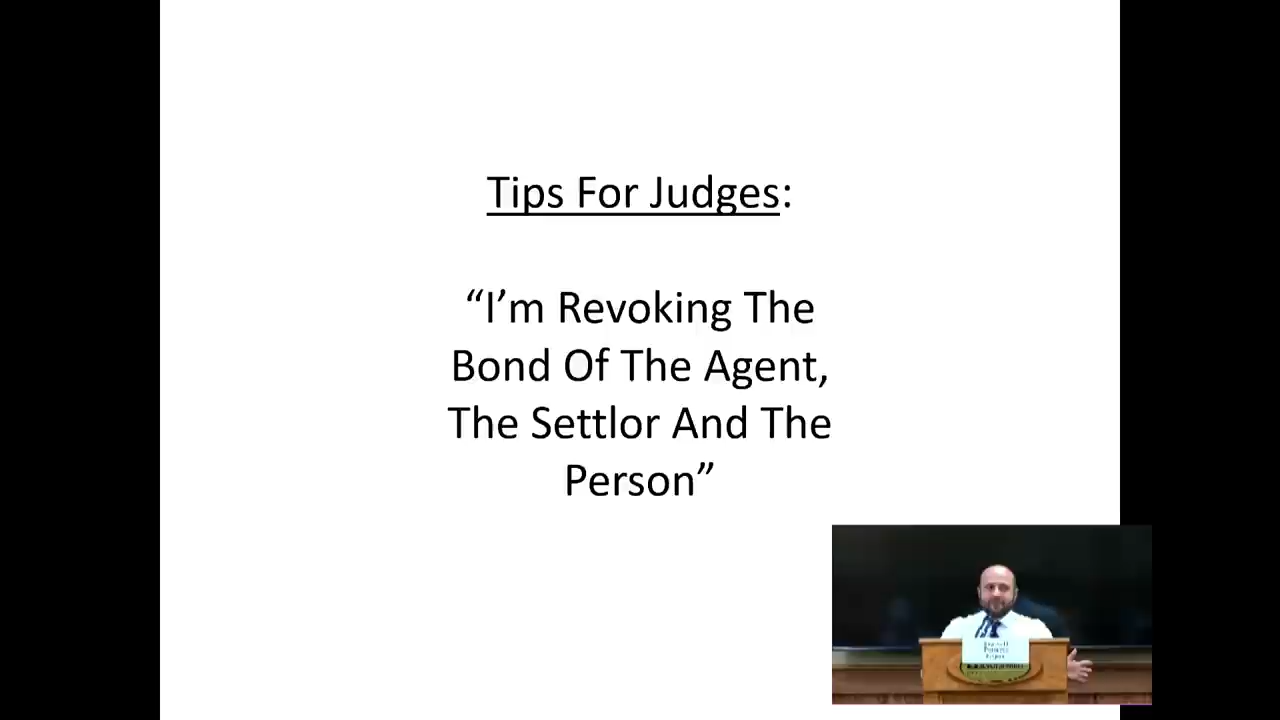 Tips For Judges:
“I’m Revoking The
Bond Of The Agent,
The Settlor And The
Person”